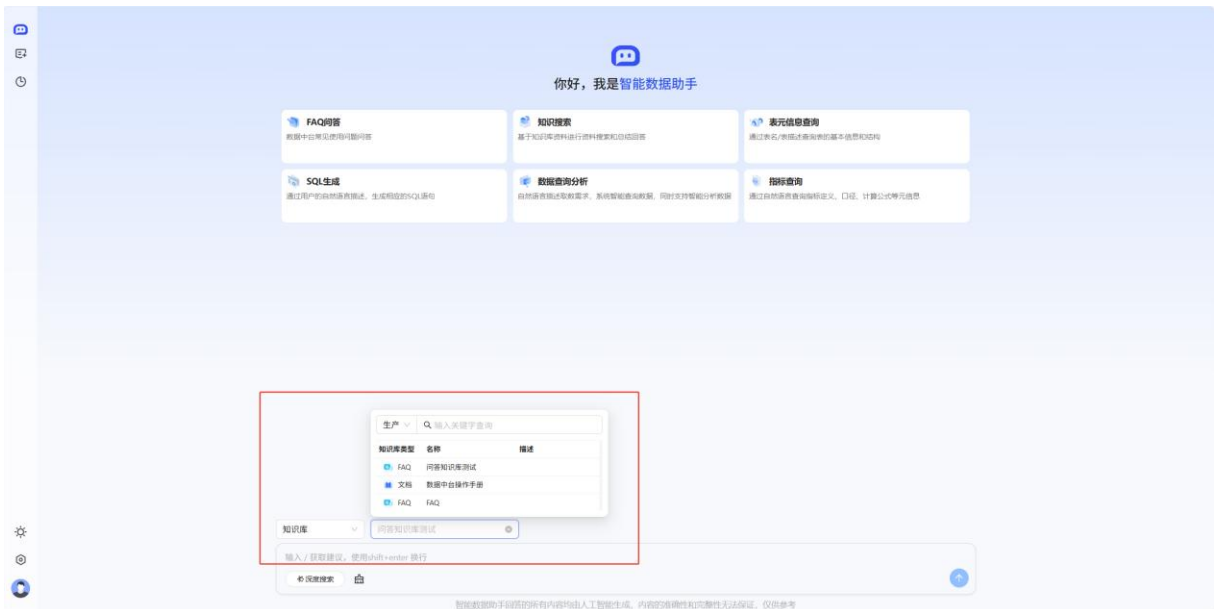 你好，我是智能数据助手
FAQ问答
数据中台常见使用问题问答
知识搜索
基于知识库资料进行资料搜索和总结回答
表元信息查询
通过表名/表描述查询表的基本信息和结构
SQL生成
通过用户的自然语言描述，生成相应的SQL语句
数据查询分析
自然语言描述取数需求，系统智能查询数据，同时支持智能分析数据
指标查询
通过自然语言查询指标定义、口径、计算公式等元信息
生产 输入关键字查询
知识库类型 名称 描述
FAQ 问答知识库测试
文档 数据中台操作手册
FAQ FAQ
知识库 问答知识库测试
输入 / 获取建议，使用shift+enter 换行
深度搜索
智能数据助手回答的所有内容均由人工智能生成，内容的准确性和完整性无法保证，仅供参考